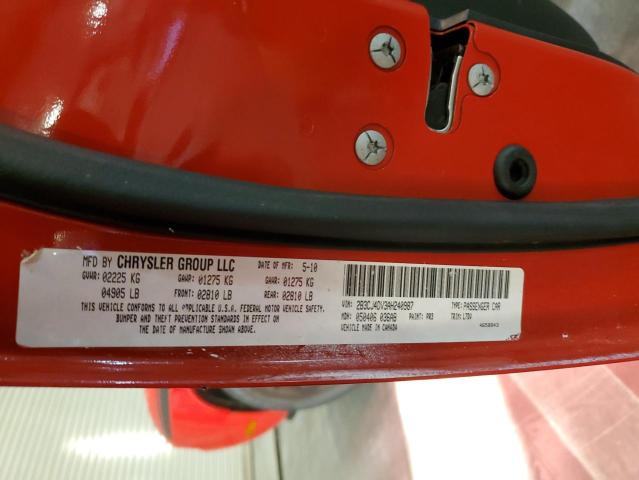 MFD BY CHRYSLER GROUP LLC DATE OF MFR: 5-10
GVWR: 02225 KG GAWR: 01275 KG GAWR: 01275 KG
04905 LB FRONT: 02810 LB REAR: 02810 LB
THIS VEHICLE CONFORMS TO ALL APPLICABLE U.S.A. FEDERAL MOTOR VEHICLE SAFETY,
BUMPER AND THEFT PREVENTION STANDARDS IN EFFECT ON
THE DATE OF MANUFACTURE SHOWN ABOVE.
VIN: 2B3CJ4DV9AH240987 TYPE: PASSENGER CAR
MDH: 050406 036AB PAINT: PR3 TRIM: L7DV
VEHICLE MADE IN CANADA